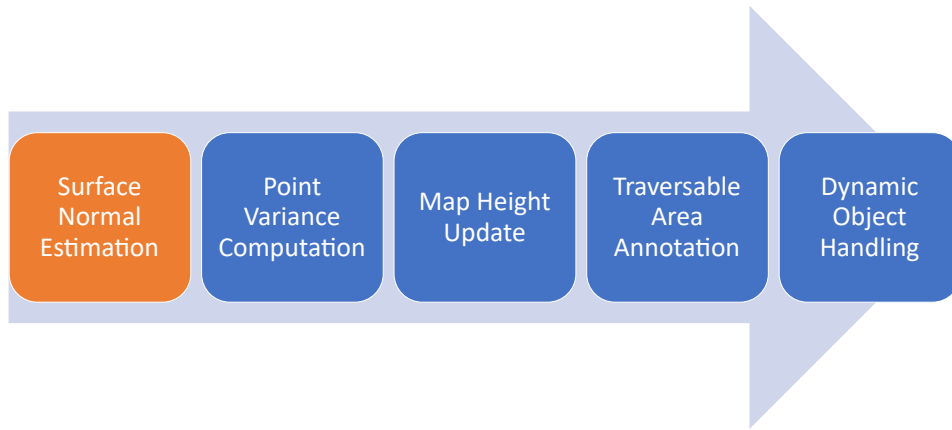 Surface
Normal
Estimation
Point
Variance
Computation
Map Height
Update
Traversable
Area
Annotation
Dynamic
Object
Handling